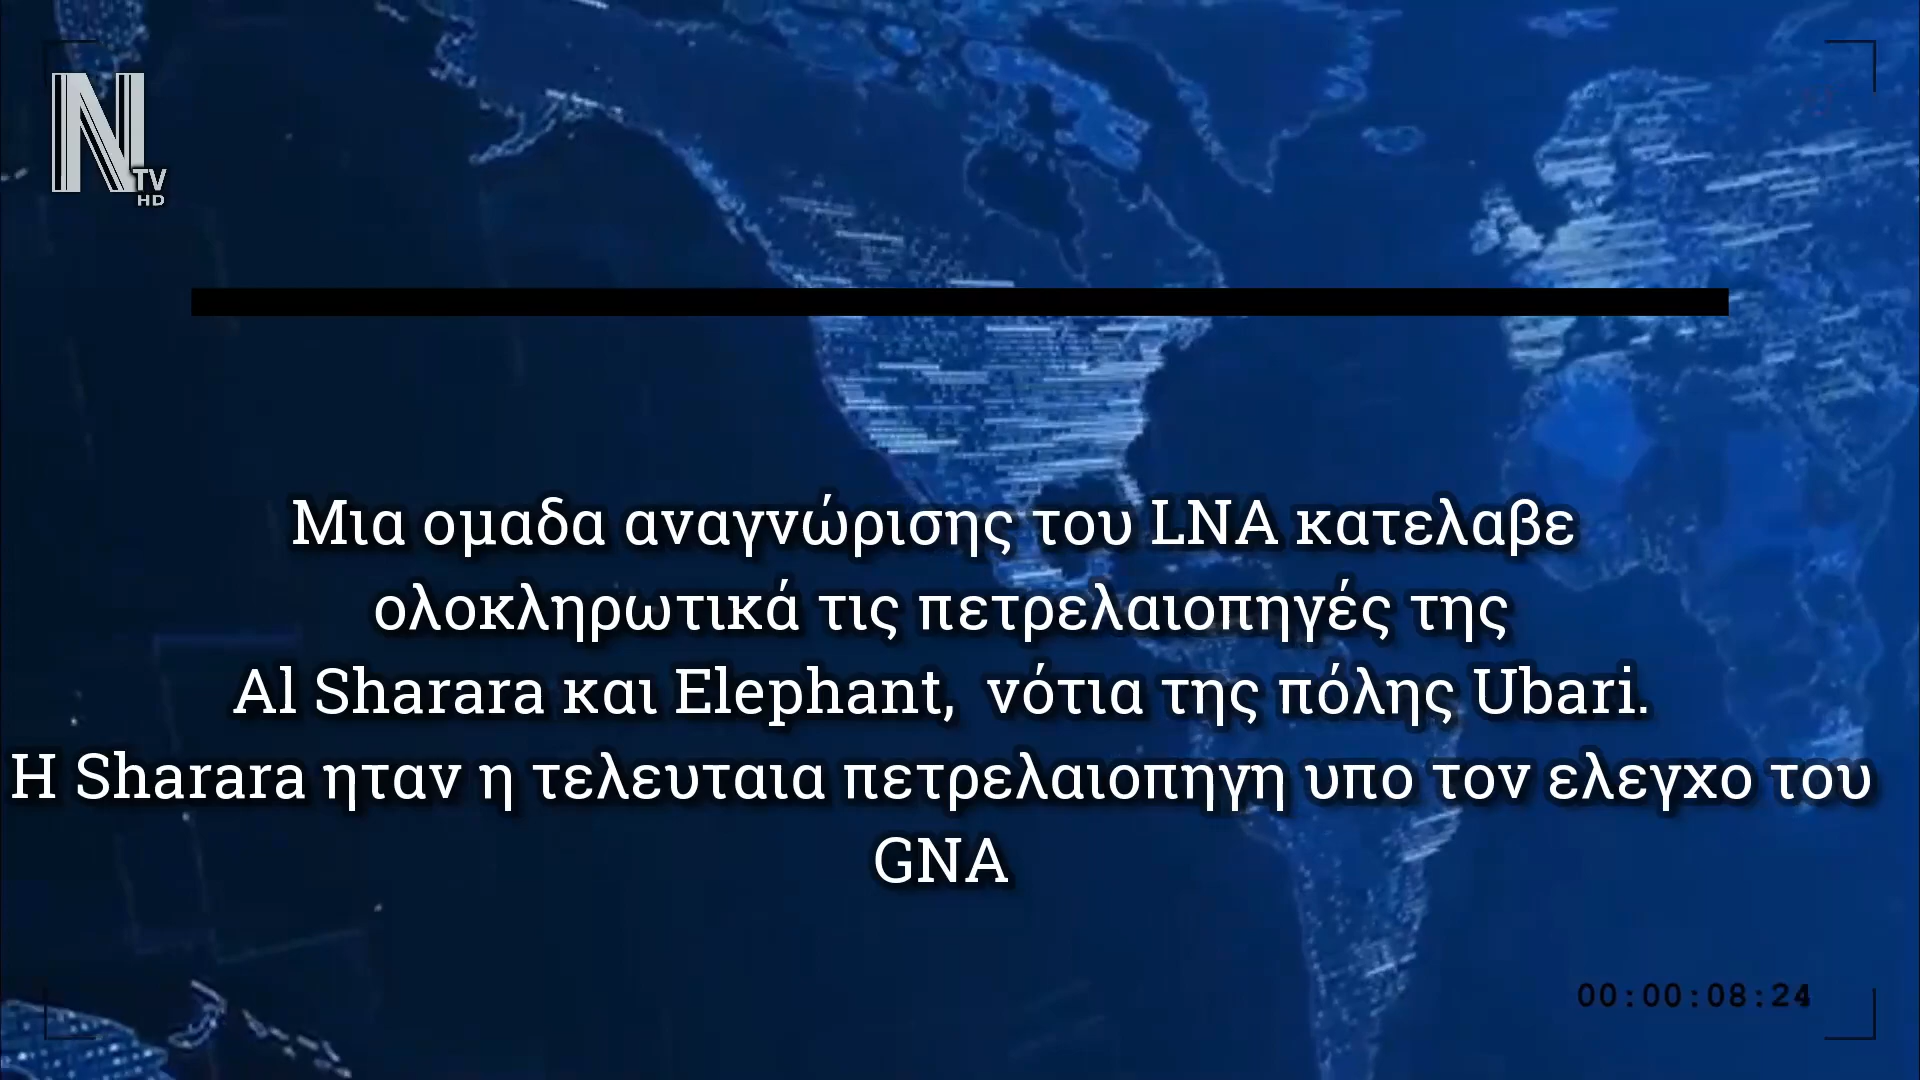 N TV
HD
Μια ομαδα αναγνώρισης του LNA κατελαβε
ολοκληρωτικά τις πετρελαιοπηγές της
Al Sharara και Elephant, νότια της πόλης Ubari.
Η Sharara ηταν η τελευταια πετρελαιοπηγη υπο τον ελεγχο του
GNA
00:00:08:24